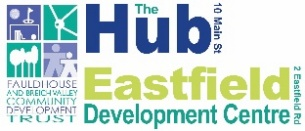 The
Hub
10 Main St
Eastfield
Development Centre
2 Eastfield Rd
FAULDHOUSE
AND BREICH VALLEY
COMMUNITY
DEVELOPMENT
TRUST